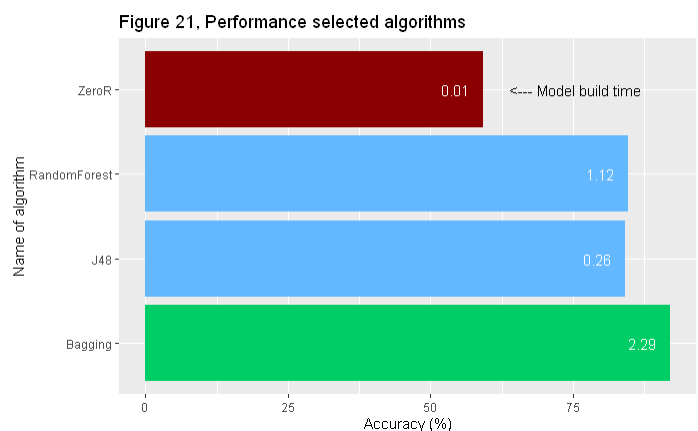 Figure 21, Performance selected algorithms
Name of algorithm
ZeroR
0.01
<--- Model build time
RandomForest
1.12
J48
0.26
Bagging
2.29
0
25
50
75
Accuracy (%)